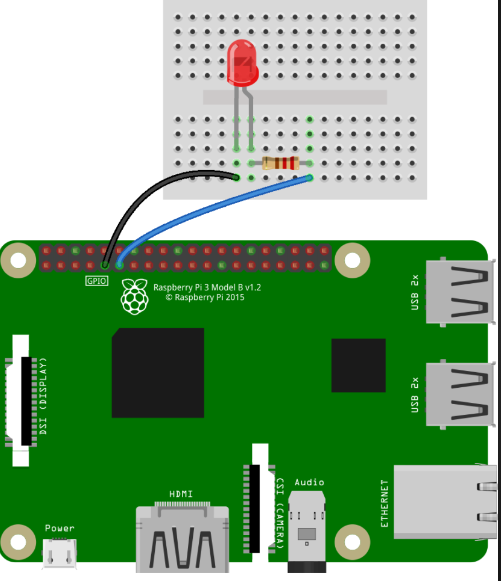 GPIO
Raspberry Pi 3 Model B v1.2
© Raspberry Pi 2015
USB 2x
DSI (DISPLAY)
USB 2x
HDMI
CSI (CAMERA)
Audio
ETHERNET
Power